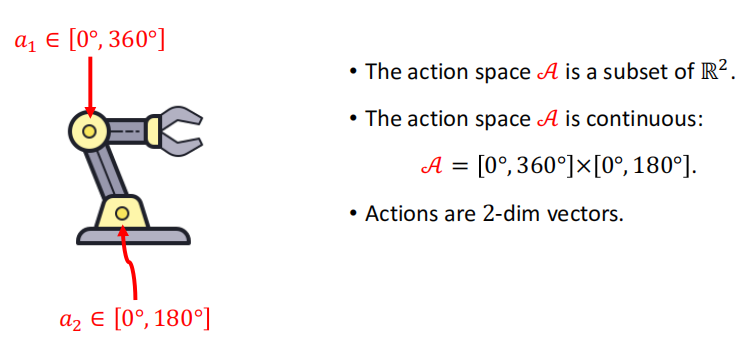 a₁ ∈ [0°, 360°]
• The action space 𝒜 is a subset of ℝ².
• The action space 𝒜 is continuous:
𝒜 = [0°, 360°]×[0°, 180°].
• Actions are 2-dim vectors.
a₂ ∈ [0°, 180°]